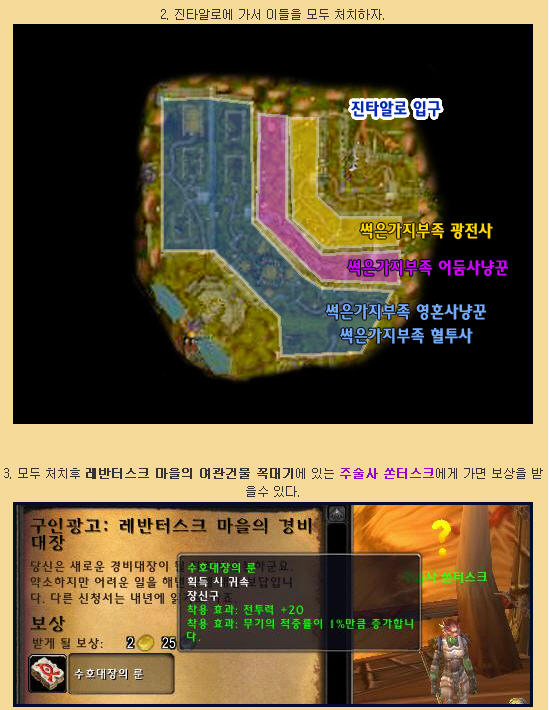 2. 진타알로에 가서 이들을 모두 처치하자.
진타알로 입구
썩은가지부족 광전사
썩은가지부족 어둠사냥꾼
썩은가지부족 영혼사냥꾼
썩은가지부족 혈투사
3. 모두 처치후 레반터스크 마을의 여관건물 꼭대기에 있는 주술사 쏜터스크에게 가면 보상을 받
을수 있다.
구인광고: 레반터스크 마을의 경비
대장
당신은 새로운 경비대장이
약소하지만 어려운 일을 해낸
다. 다른 신청서는 내년에
보상
받게 될 보상: 2 25
수호대장의 룬
수호대장의 룬
획득 시 귀속
장신구
착용 효과: 전투력 +20
착용 효과: 무기의 적중률이 1%만큼 증가합니
다.
?
쏜터스크